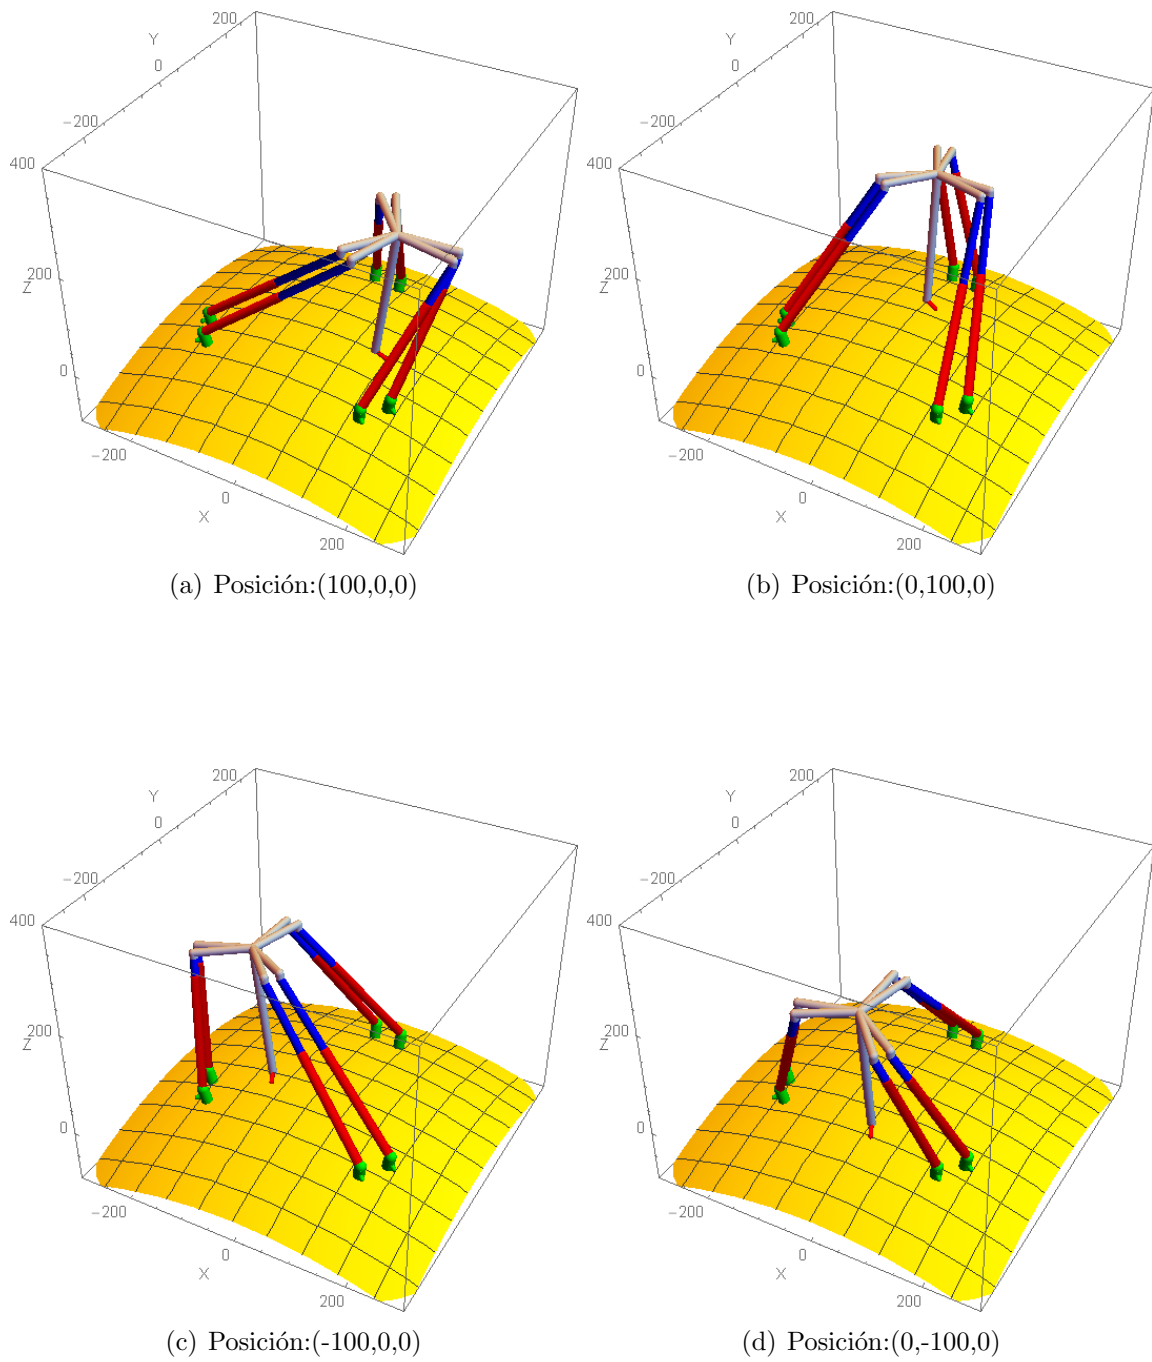 200
Y
0
-200
400
200
Z
0
-200
0
X
200
(a) Posición:(100,0,0)
200
Y
0
-200
400
200
Z
0
-200
0
X
200
(b) Posición:(0,100,0)
200
Y
0
-200
400
200
Z
0
-200
0
X
200
(c) Posición:(-100,0,0)
200
Y
0
-200
400
200
Z
0
-200
0
X
200
(d) Posición:(0,-100,0)